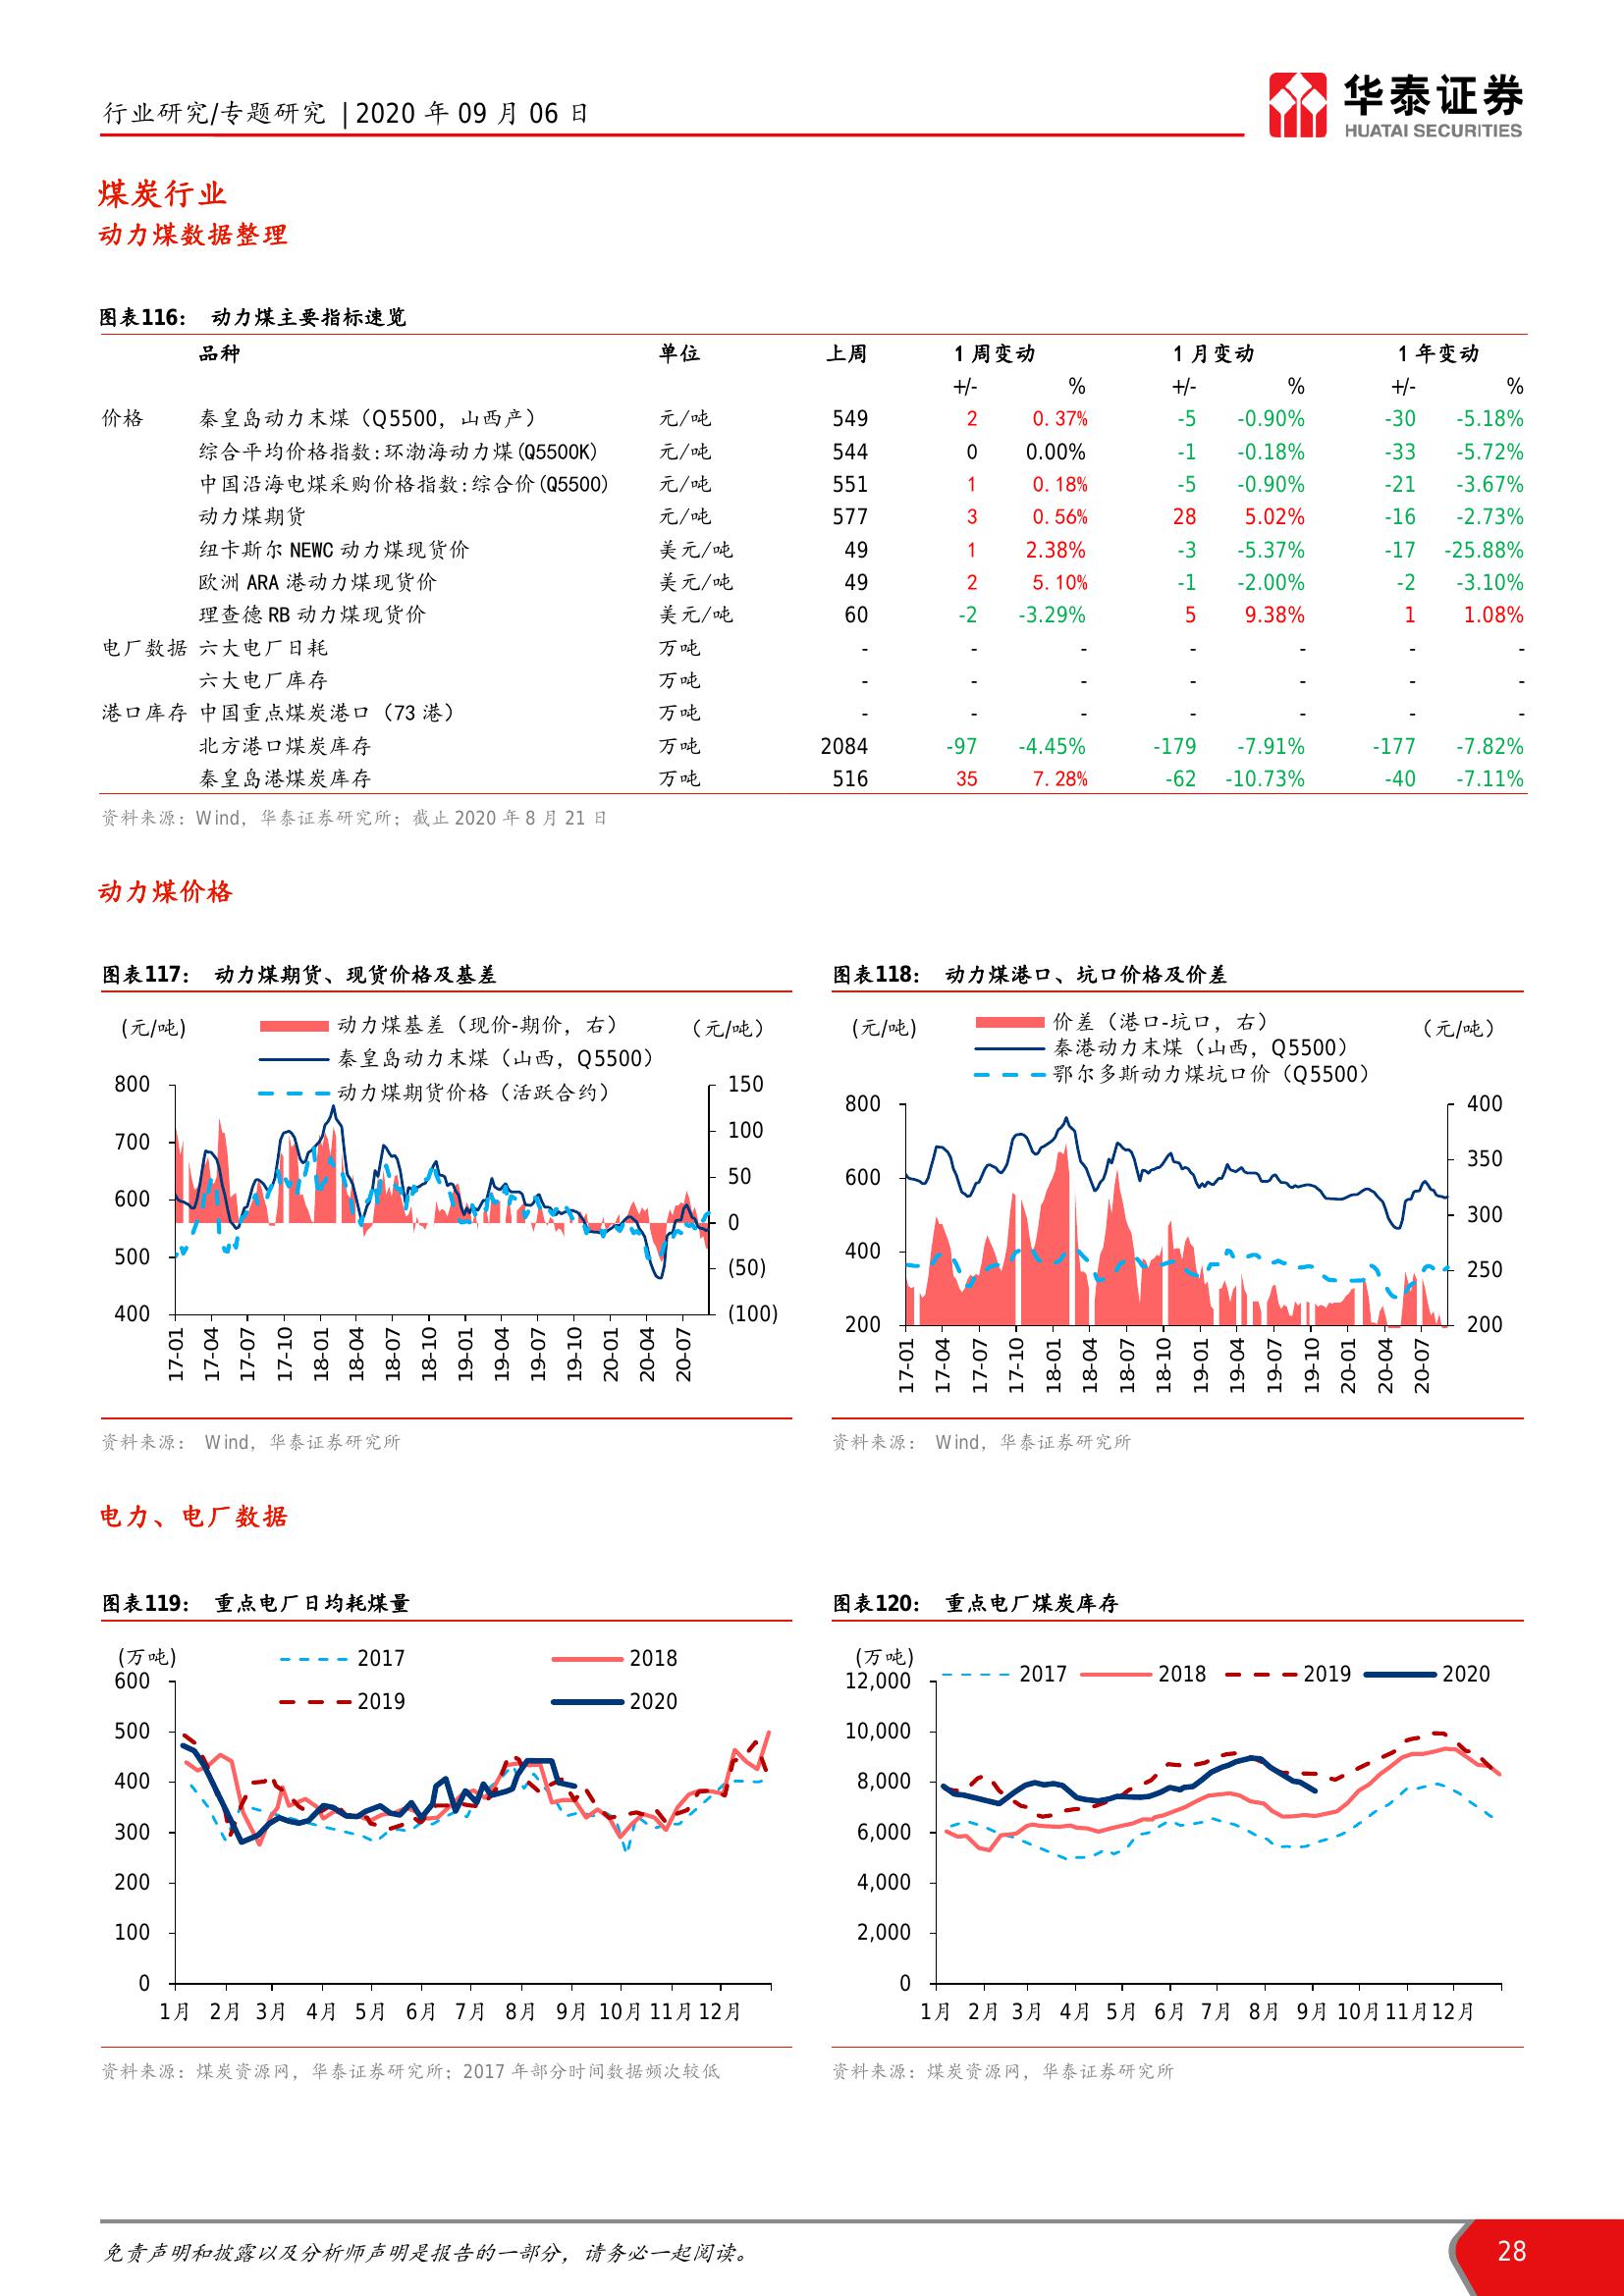 行业研究/专题研究 | 2020 年 09 月 06 日
华泰证券
HUATAI SECURITIES
煤炭行业
动力煤数据整理
图表116： 动力煤主要指标速览
品种 单位 上周 1 周变动 1 月变动 1 年变动
+/- % +/- % +/- %
价格 秦皇岛动力末煤（Q5500，山西产） 元/吨 549 2 0.37% -5 -0.90% -30 -5.18%
综合平均价格指数:环渤海动力煤(Q5500K) 元/吨 544 0 0.00% -1 -0.18% -33 -5.72%
中国沿海电煤采购价格指数:综合价(Q5500) 元/吨 551 1 0.18% -5 -0.90% -21 -3.67%
动力煤期货 元/吨 577 3 0.56% 28 5.02% -16 -2.73%
纽卡斯尔 NEWC 动力煤现货价 美元/吨 49 1 2.38% -3 -5.37% -17 -25.88%
欧洲 ARA 港动力煤现货价 美元/吨 49 2 5.10% -1 -2.00% -2 -3.10%
理查德 RB 动力煤现货价 美元/吨 60 -2 -3.29% 5 9.38% 1 1.08%
电厂数据 六大电厂日耗 万吨 - - - - - - -
六大电厂库存 万吨 - - - - - - -
港口库存 中国重点煤炭港口（73 港） 万吨 - - - - - - -
北方港口煤炭库存 万吨 2084 -97 -4.45% -179 -7.91% -177 -7.82%
秦皇岛港煤炭库存 万吨 516 35 7.28% -62 -10.73% -40 -7.11%
资料来源：Wind，华泰证券研究所；截止 2020 年 8 月 21 日
动力煤价格
图表117： 动力煤期货、现货价格及基差
(元/吨) （元/吨）
动力煤基差（现价-期价，右）
秦皇岛动力末煤（山西，Q5500）
动力煤期货价格（活跃合约）
800
700
600
500
400
150
100
50
0
(50)
(100)
17-01 17-04 17-07 17-10 18-01 18-04 18-07 18-10 19-01 19-04 19-07 19-10 20-01 20-04 20-07
资料来源： Wind，华泰证券研究所
图表118： 动力煤港口、坑口价格及价差
(元/吨) （元/吨）
价差（港口-坑口，右）
秦港动力末煤（山西，Q5500）
鄂尔多斯动力煤坑口价（Q5500）
800
600
400
200
400
350
300
250
200
17-01 17-04 17-07 17-10 18-01 18-04 18-07 18-10 19-01 19-04 19-07 19-10 20-01 20-04 20-07
资料来源： Wind，华泰证券研究所
电力、电厂数据
图表119： 重点电厂日均耗煤量
(万吨)
2017 2018
2019 2020
600
500
400
300
200
100
0
1月 2月 3月 4月 5月 6月 7月 8月 9月 10月 11月 12月
资料来源：煤炭资源网，华泰证券研究所；2017 年部分时间数据频次较低
图表120： 重点电厂煤炭库存
(万吨)
2017 2018 2019 2020
12,000
10,000
8,000
6,000
4,000
2,000
0
1月 2月 3月 4月 5月 6月 7月 8月 9月 10月 11月 12月
资料来源：煤炭资源网，华泰证券研究所
免责声明和披露以及分析师声明是报告的一部分，请务必一起阅读。
28